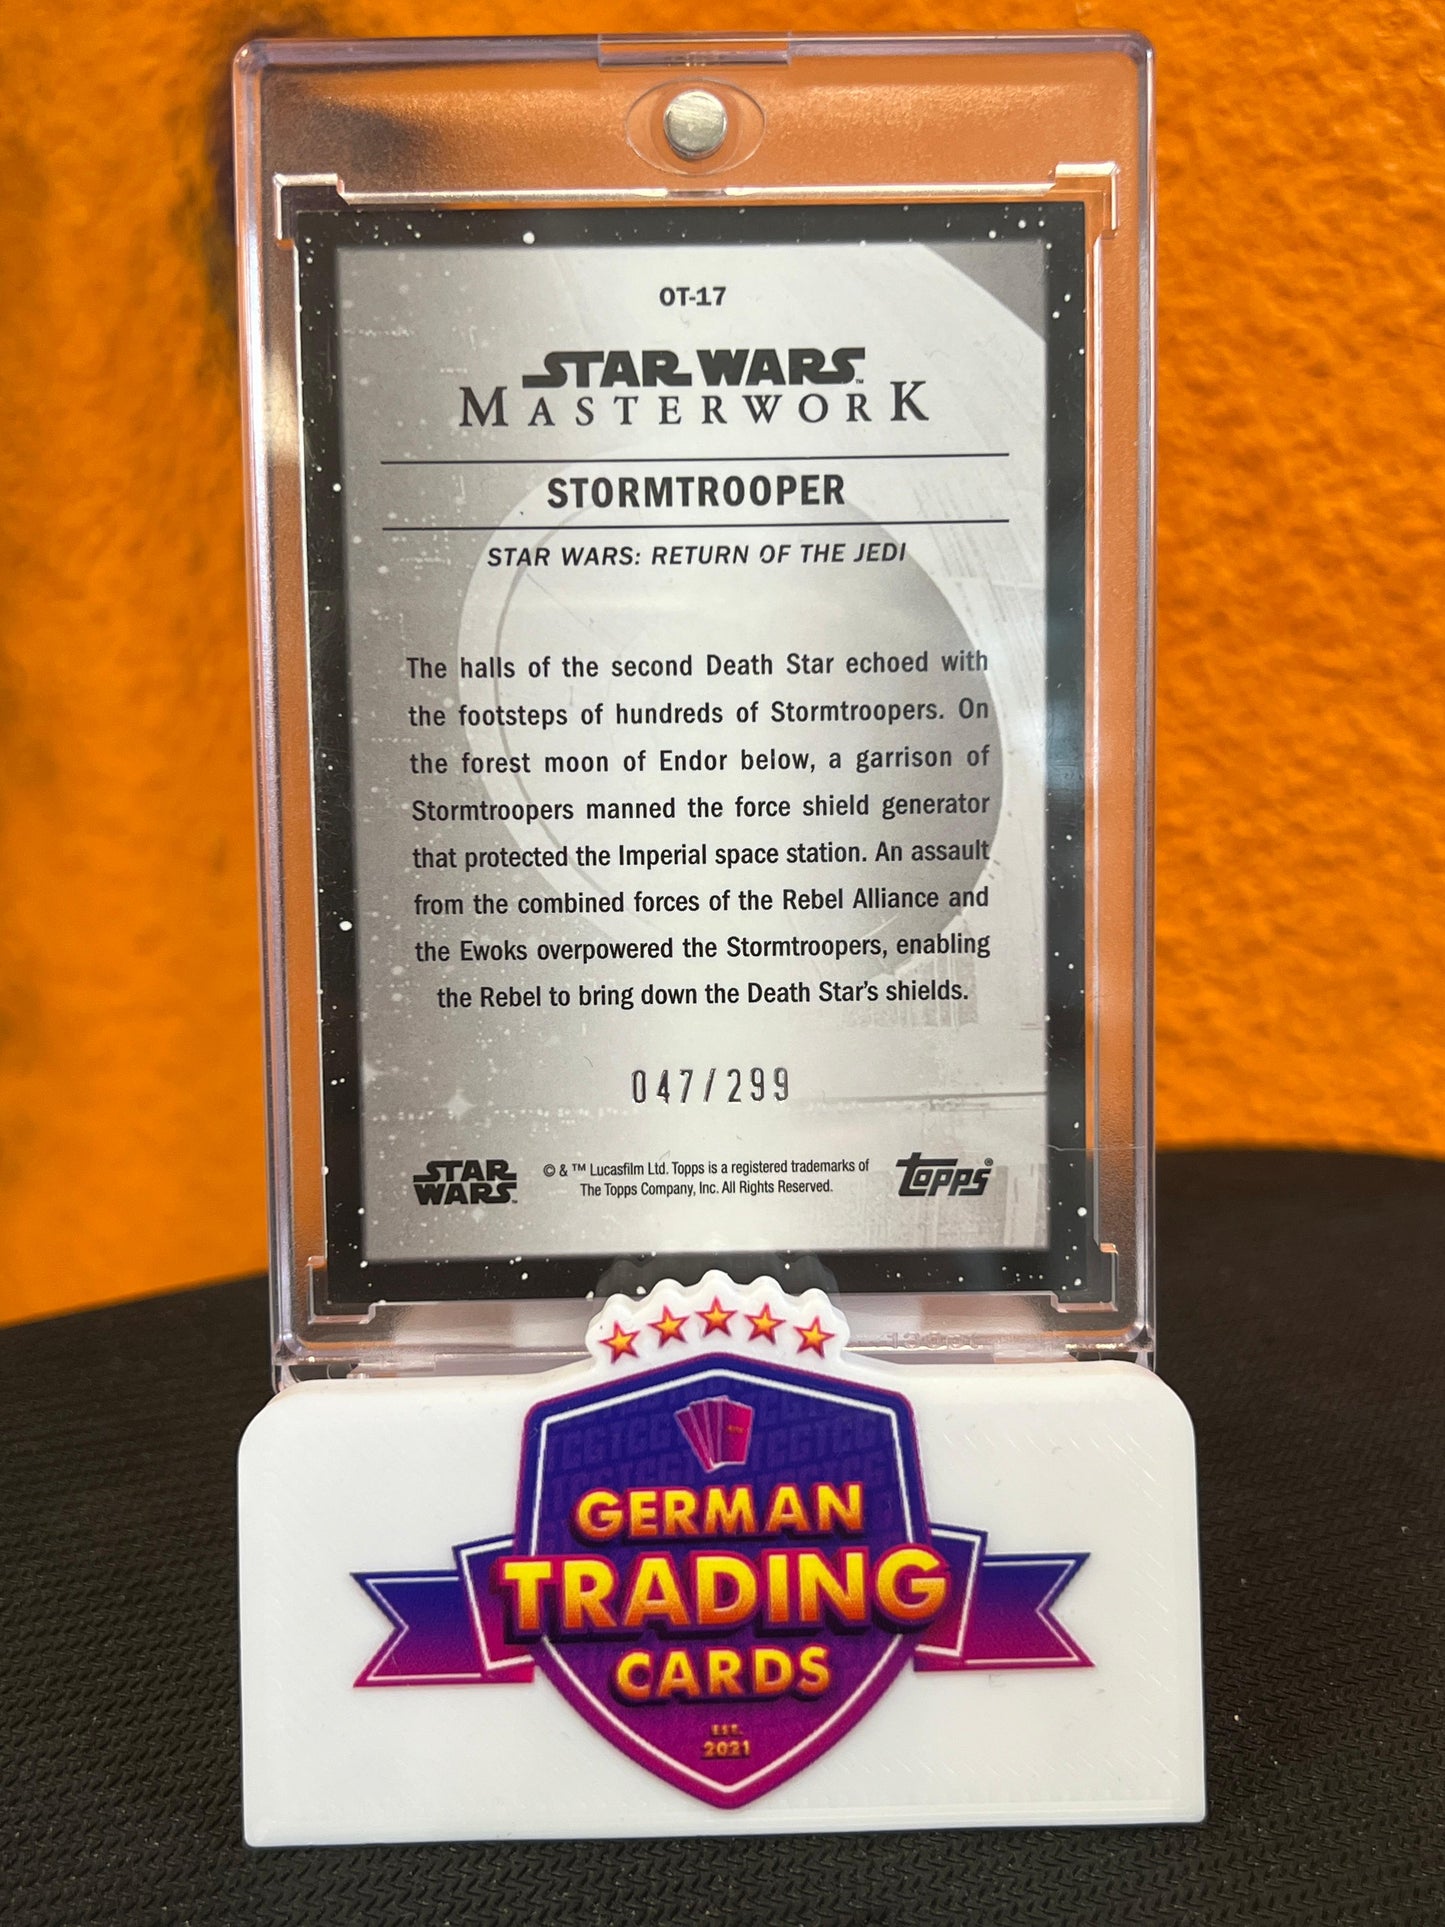 OT-17
STAR WARS™
MASTERWORK
STORMTROOPER
STAR WARS: RETURN OF THE JEDI
The halls of the second Death Star echoed with
the footsteps of hundreds of Stormtroopers. On
the forest moon of Endor below, a garrison of
Stormtroopers manned the force shield generator
that protected the Imperial space station. An assault
from the combined forces of the Rebel Alliance and
the Ewoks overpowered the Stormtroopers, enabling
the Rebel to bring down the Death Star's shields.
047/299
STAR
WARS™
© & ™ Lucasfilm Ltd. Topps is a registered trademarks of
The Topps Company, Inc. All Rights Reserved.
Topps®
GERMAN
TRADING
CARDS
EST.
2021